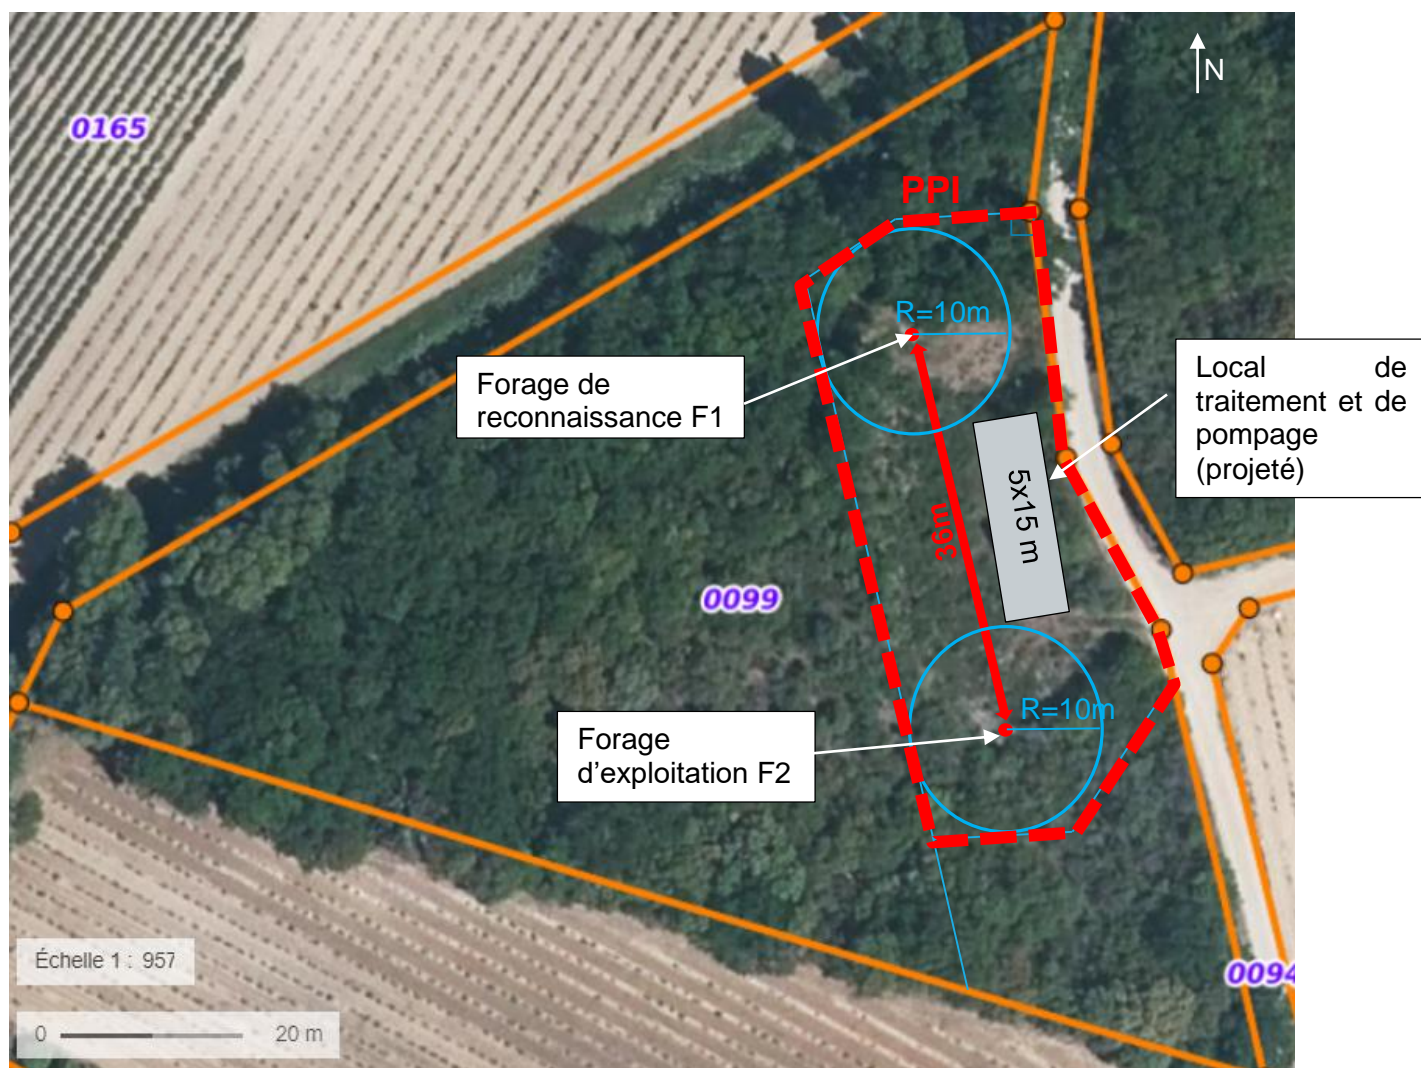 N
0165
PPI
R=10m
Forage de
reconnaissance F1
Local de
traitement et de
pompage
(projeté)
5x15 m
36m
0099
R=10m
Forage
d'exploitation F2
Échelle 1 : 957
0094
0 20 m